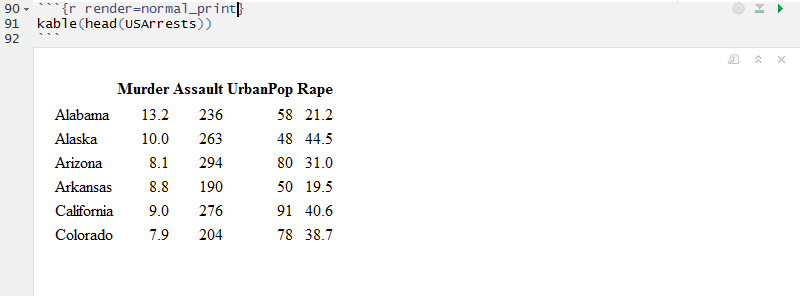 90 ```{r render=normal_print}
91 kable(head(USArrests))
92 ```
Murder Assault UrbanPop Rape
Alabama 13.2 236 58 21.2
Alaska 10.0 263 48 44.5
Arizona 8.1 294 80 31.0
Arkansas 8.8 190 50 19.5
California 9.0 276 91 40.6
Colorado 7.9 204 78 38.7